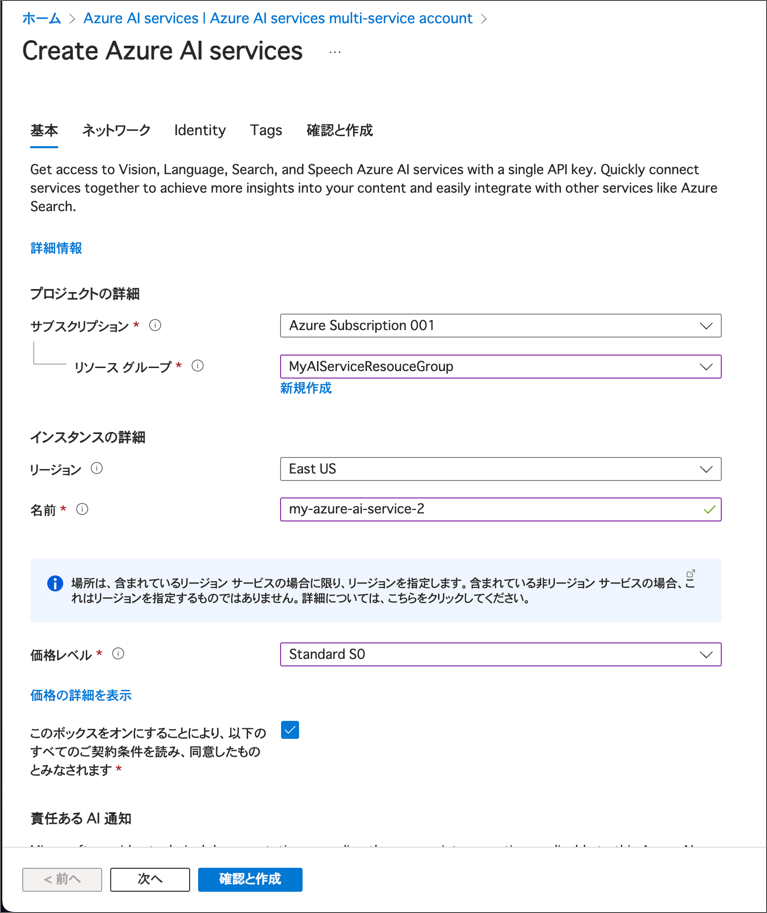 ホーム > Azure AI services | Azure AI services multi-service account >
Create Azure AI services ...
基本 ネットワーク Identity Tags 確認と作成
Get access to Vision, Language, Search, and Speech Azure AI services with a single API key. Quickly connect
services together to achieve more insights into your content and easily integrate with other services like Azure
Search.
詳細情報
プロジェクトの詳細
サブスクリプション * Azure Subscription 001
リソース グループ * MyAIServiceResouceGroup
新規作成
インスタンスの詳細
リージョン East US
名前 * my-azure-ai-service-2
場所は、含まれているリージョン サービスの場合に限り、リージョンを指定します。含まれている非リージョン サービスの場合、こ
れはリージョンを指定するものではありません。詳細については、こちらをクリックしてください。
価格レベル * Standard S0
価格の詳細を表示
このボックスをオンにすることにより、以下の
すべてのご契約条件を読み、同意したもの
とみなされます *
責任ある AI 通知
< 前へ 次へ 確認と作成